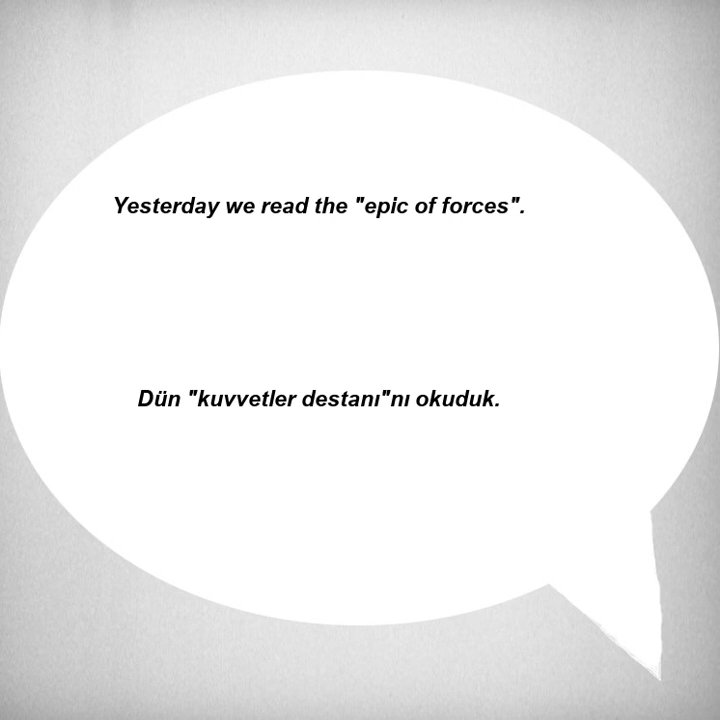 Yesterday we read the "epic of forces".
Dün "kuvvetler destanı"nı okuduk.